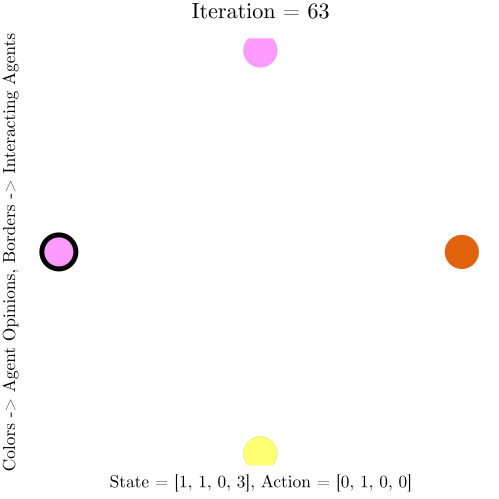 Iteration = 63
Colors -> Agent Opinions, Borders -> Interacting Agents
State = [1, 1, 0, 3], Action = [0, 1, 0, 0]